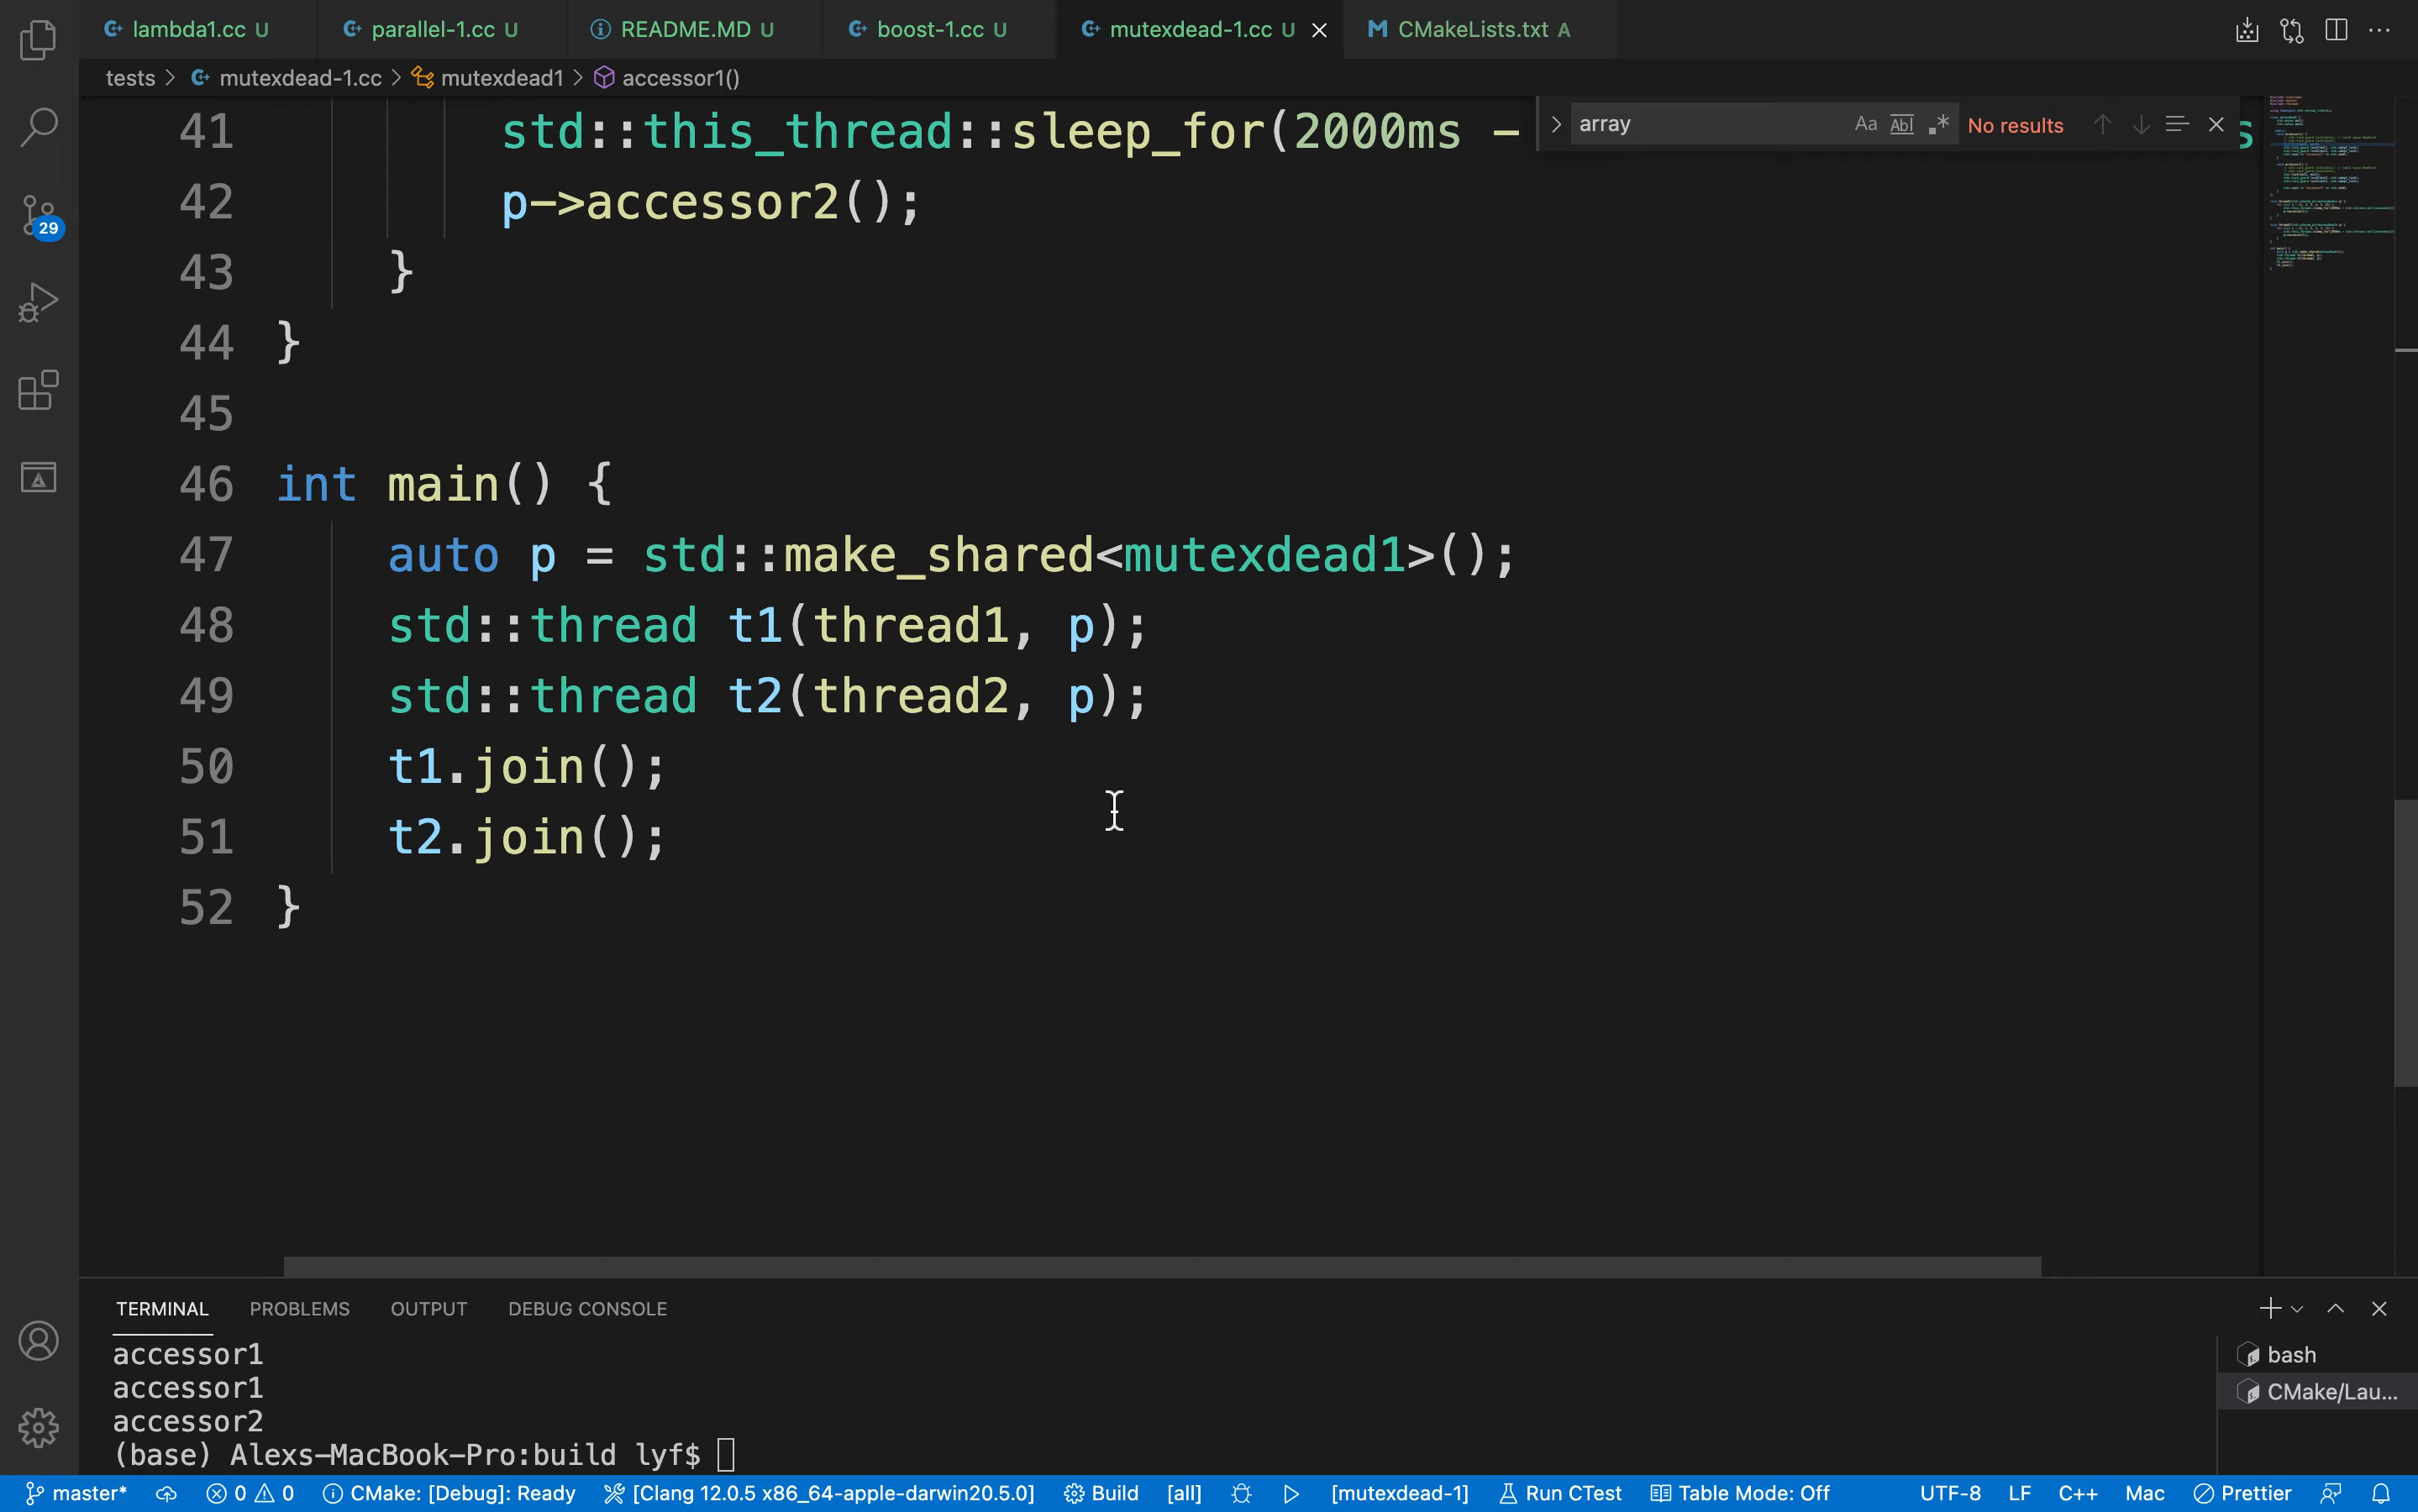 lambda1.cc U
parallel-1.cc U
README.MD U
boost-1.cc U
mutexdead-1.cc U
CMakeLists.txt A
tests > mutexdead-1.cc > mutexdead1 > accessor1()
array
Aa
Abl
No results
41 std::this_thread::sleep_for(2000ms -
42 p->accessor2();
43 }
44 }
45
46 int main() {
47 auto p = std::make_shared<mutexdead1>();
48 std::thread t1(thread1, p);
49 std::thread t2(thread2, p);
50 t1.join();
51 t2.join();
52 }
29
TERMINAL PROBLEMS OUTPUT DEBUG CONSOLE
accessor1
accessor1
accessor2
(base) Alexs-MacBook-Pro:build lyf$
bash
CMake/Lau...
master* 0 0 CMake: [Debug]: Ready [Clang 12.0.5 x86_64-apple-darwin20.5.0] Build [all] [mutexdead-1] Run CTest Table Mode: Off UTF-8 LF C++ Mac Prettier